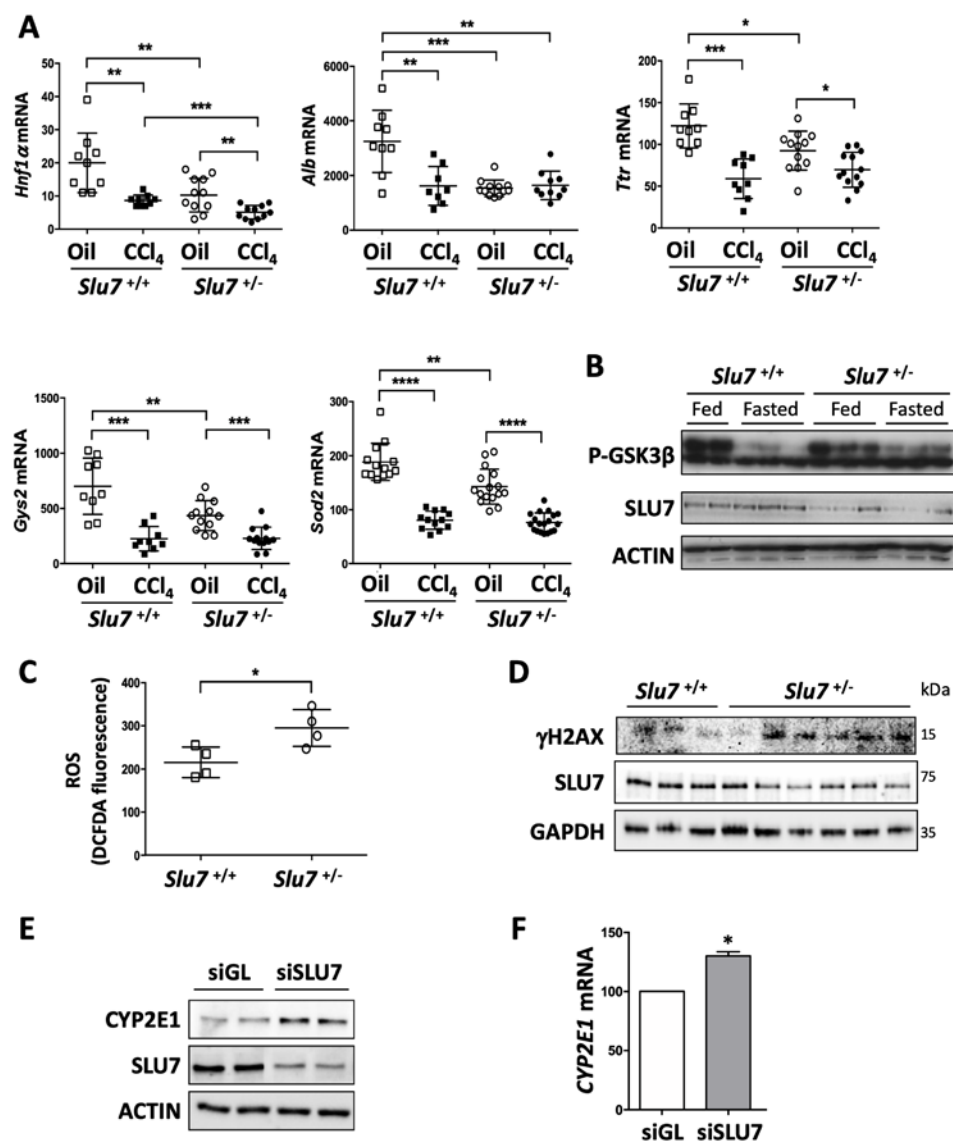 A
** ** *** **
Hnf1α mRNA
50
40
30
20
10
0
Oil CCl4 Oil CCl4
Slu7 +/+ Slu7 +/-
** *** **
Alb mRNA
6000
4000
2000
0
Oil CCl4 Oil CCl4
Slu7 +/+ Slu7 +/-
* *** *
Ttr mRNA
200
150
100
50
0
Oil CCl4 Oil CCl4
Slu7 +/+ Slu7 +/-
** *** ***
Gys2 mRNA
1500
1000
500
0
Oil CCl4 Oil CCl4
Slu7 +/+ Slu7 +/-
** **** ****
Sod2 mRNA
300
200
100
0
Oil CCl4 Oil CCl4
Slu7 +/+ Slu7 +/-
B
Slu7 +/+ Slu7 +/-
Fed Fasted Fed Fasted
P-GSK3β
SLU7
ACTIN
C
*
ROS
(DCFDA fluorescence)
400
300
200
100
0
Slu7 +/+ Slu7 +/-
D
Slu7 +/+ Slu7 +/- kDa
γH2AX 15
SLU7 75
GAPDH 35
E
siGL siSLU7
CYP2E1
SLU7
ACTIN
F
*
CYP2E1 mRNA
150
100
50
0
siGL siSLU7